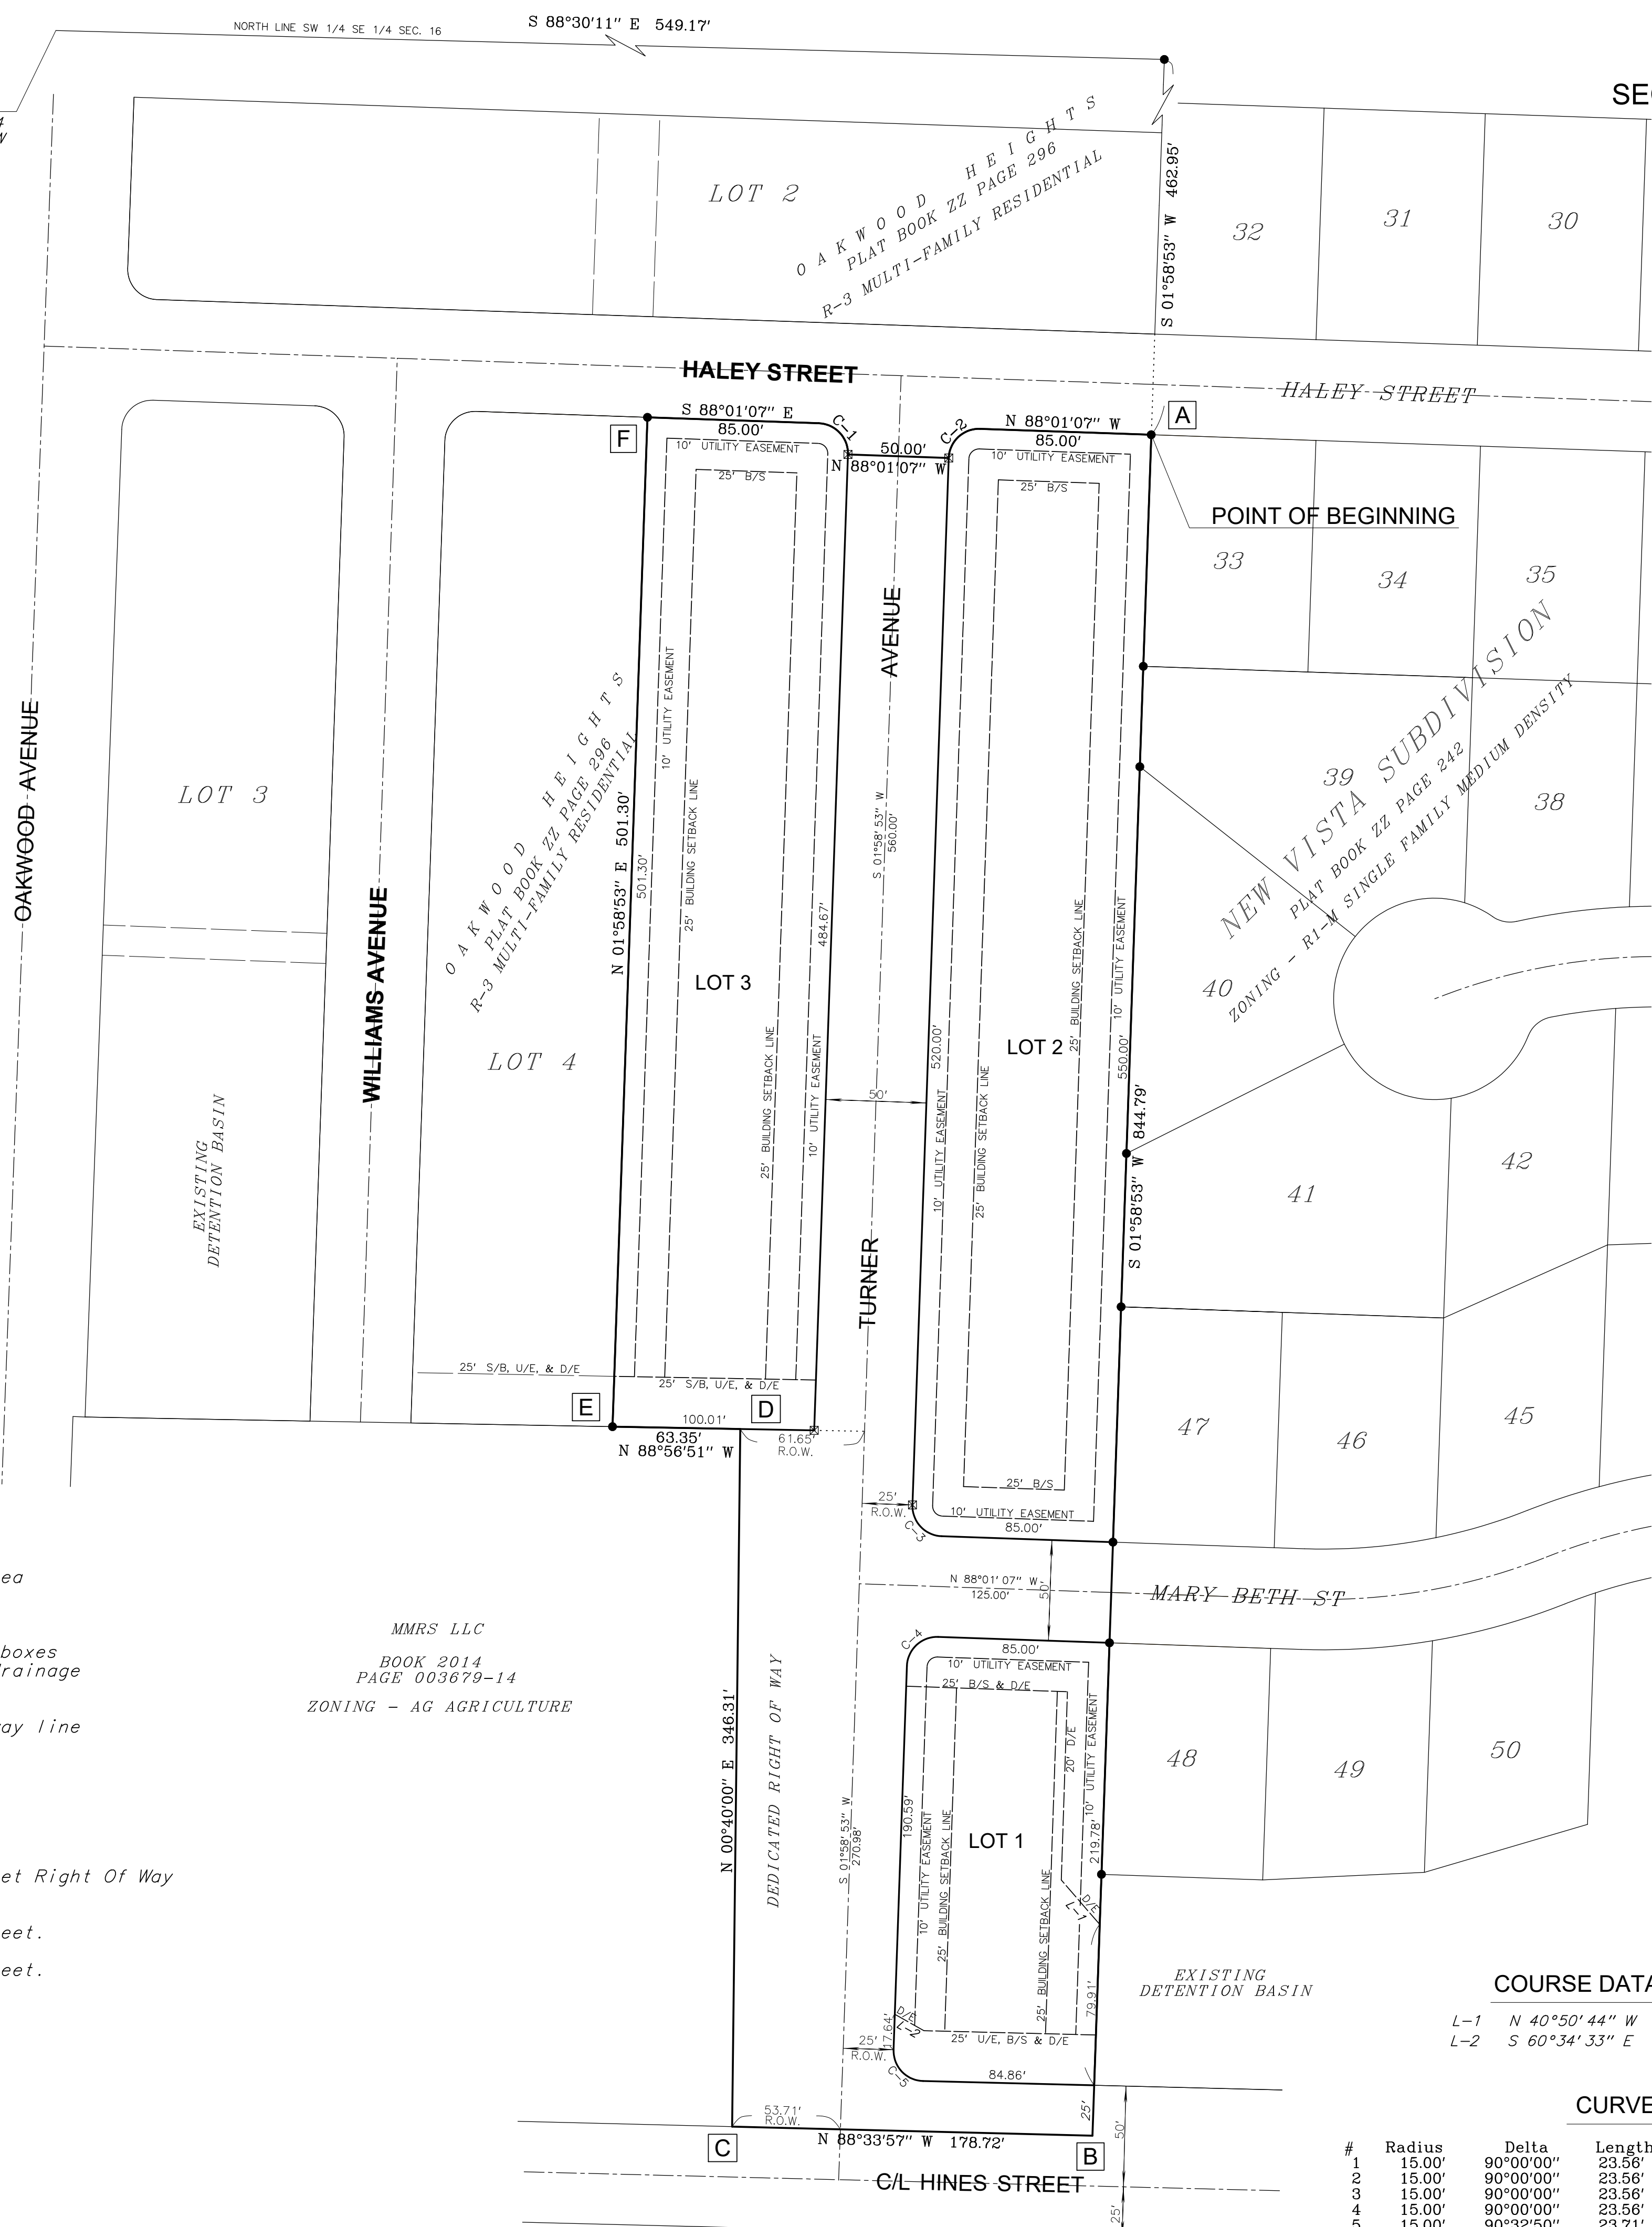 NORTH LINE SW 1/4 SE 1/4 SEC. 16
S 88°30'11" E 549.17'
S 01°58'53" W 462.95'
LOT 2
OAKWOOD HEIGHTS
PLAT BOOK ZZ PAGE 296
R-3 MULTI-FAMILY RESIDENTIAL
32
31
30
HALEY STREET
HALEY STREET
S 88°01'07" E
85.00'
C-1
C-2
N 88°01'07" W
85.00'
A
F
50.00'
N 88°01'07" W
10' UTILITY EASEMENT
25' B/S
10' UTILITY EASEMENT
25' B/S
POINT OF BEGINNING
33
34
35
OAKWOOD AVENUE
LOT 3
WILLIAMS AVENUE
OAKWOOD HEIGHTS
PLAT BOOK ZZ PAGE 296
R-3 MULTI-FAMILY RESIDENTIAL
LOT 4
EXISTING
DETENTION BASIN
N 01°58'53" E 501.30'
501.30'
10' UTILITY EASEMENT
25' BUILDING SETBACK LINE
LOT 3
484.67'
25' BUILDING SETBACK LINE
10' UTILITY EASEMENT
TURNER AVENUE
S 01°58'53" W
560.00'
50'
520.00'
10' UTILITY EASEMENT
25' BUILDING SETBACK LINE
LOT 2
25' BUILDING SETBACK LINE
10' UTILITY EASEMENT
550.00'
S 01°58'53" W 844.79'
NEW VISTA SUBDIVISION
PLAT BOOK ZZ PAGE 242
ZONING - R1-M SINGLE FAMILY MEDIUM DENSITY
39
38
40
41
42
47
46
45
25' S/B, U/E, & D/E
25' S/B, U/E, & D/E
E
D
100.01'
63.35'
N 88°56'51" W
61.65'
R.O.W.
25' B/S
25'
R.O.W.
10' UTILITY EASEMENT
C-3
85.00'
N 88°01'07" W
125.00'
50'
MARY BETH ST
MMRS LLC
BOOK 2014
PAGE 003679-14
ZONING - AG AGRICULTURE
ea
boxes
ay line
et Right Of Way
eet.
eet.
N 00°40'00" E 346.31'
DEDICATED RIGHT OF WAY
S 01°58'53" W
270.98'
C-4
85.00'
10' UTILITY EASEMENT
25' B/S & D/E
20' D/E
10' UTILITY EASEMENT
190.59'
10' UTILITY EASEMENT
25' BUILDING SETBACK LINE
LOT 1
25' BUILDING SETBACK LINE
219.78'
D/E
L-1
79.91'
D/E
L-2
17.64'
25' U/E, B/S & D/E
25'
R.O.W.
C-5
84.86'
48
49
50
EXISTING
DETENTION BASIN
53.71'
R.O.W.
C
N 88°33'57" W 178.72'
B
25'
50'
25'
C/L HINES STREET
COURSE DATA
L-1 N 40°50'44" W
L-2 S 60°34'33" E
CURVE
# Radius Delta Length
1 15.00' 90°00'00" 23.56'
2 15.00' 90°00'00" 23.56'
3 15.00' 90°00'00" 23.56'
4 15.00' 90°00'00" 23.56'
5 15.00' 90°32'50" 23.71'